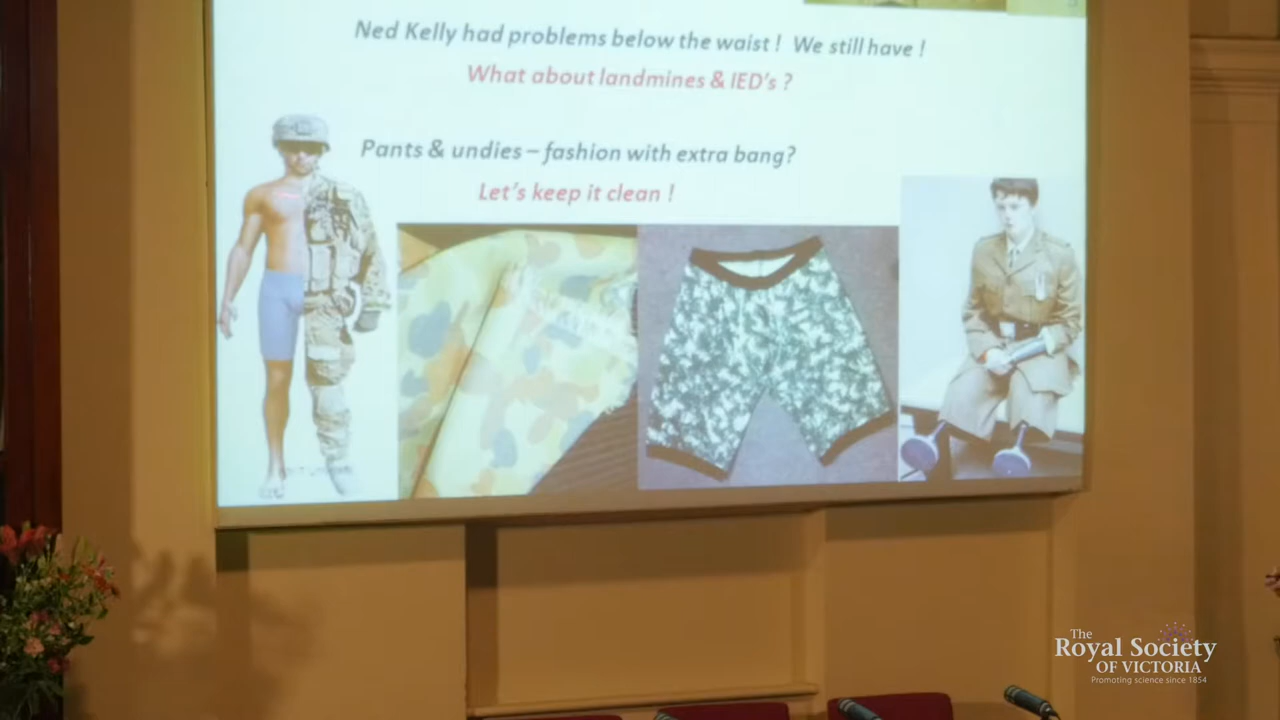 Ned Kelly had problems below the waist ! We still have !
What about landmines & IED's ?
Pants & undies – fashion with extra bang?
Let's keep it clean !
The
Royal Society
OF VICTORIA
Promoting science since 1854